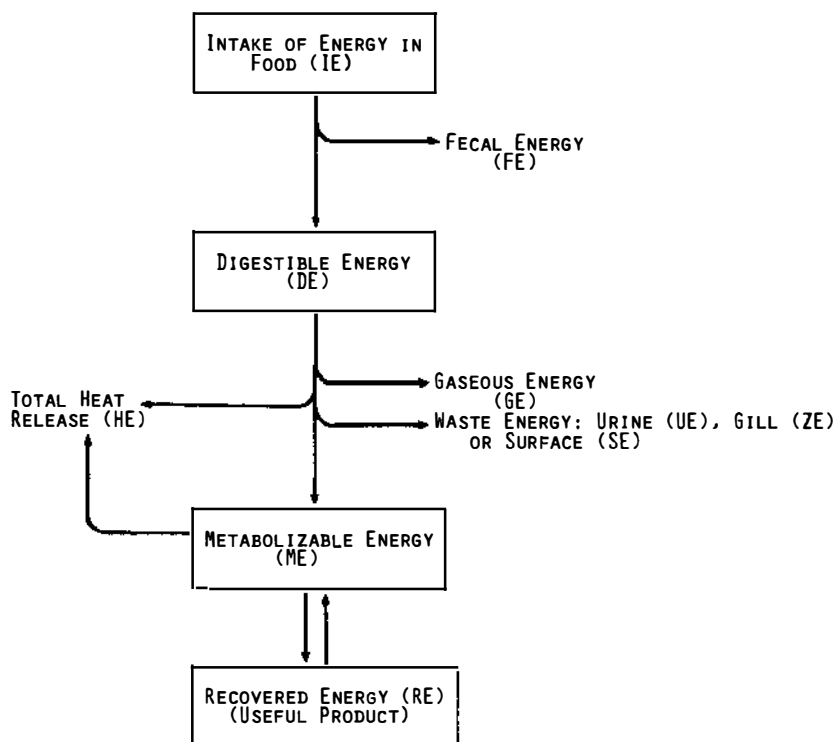 INTAKE OF ENERGY IN
FOOD (IE)
FECAL ENERGY
(FE)
DIGESTIBLE ENERGY
(DE)
GASEOUS ENERGY
(GE)
TOTAL HEAT
RELEASE (HE)
WASTE ENERGY: URINE (UE), GILL (ZE)
OR SURFACE (SE)
METABOLIZABLE ENERGY
(ME)
RECOVERED ENERGY (RE)
(USEFUL PRODUCT)